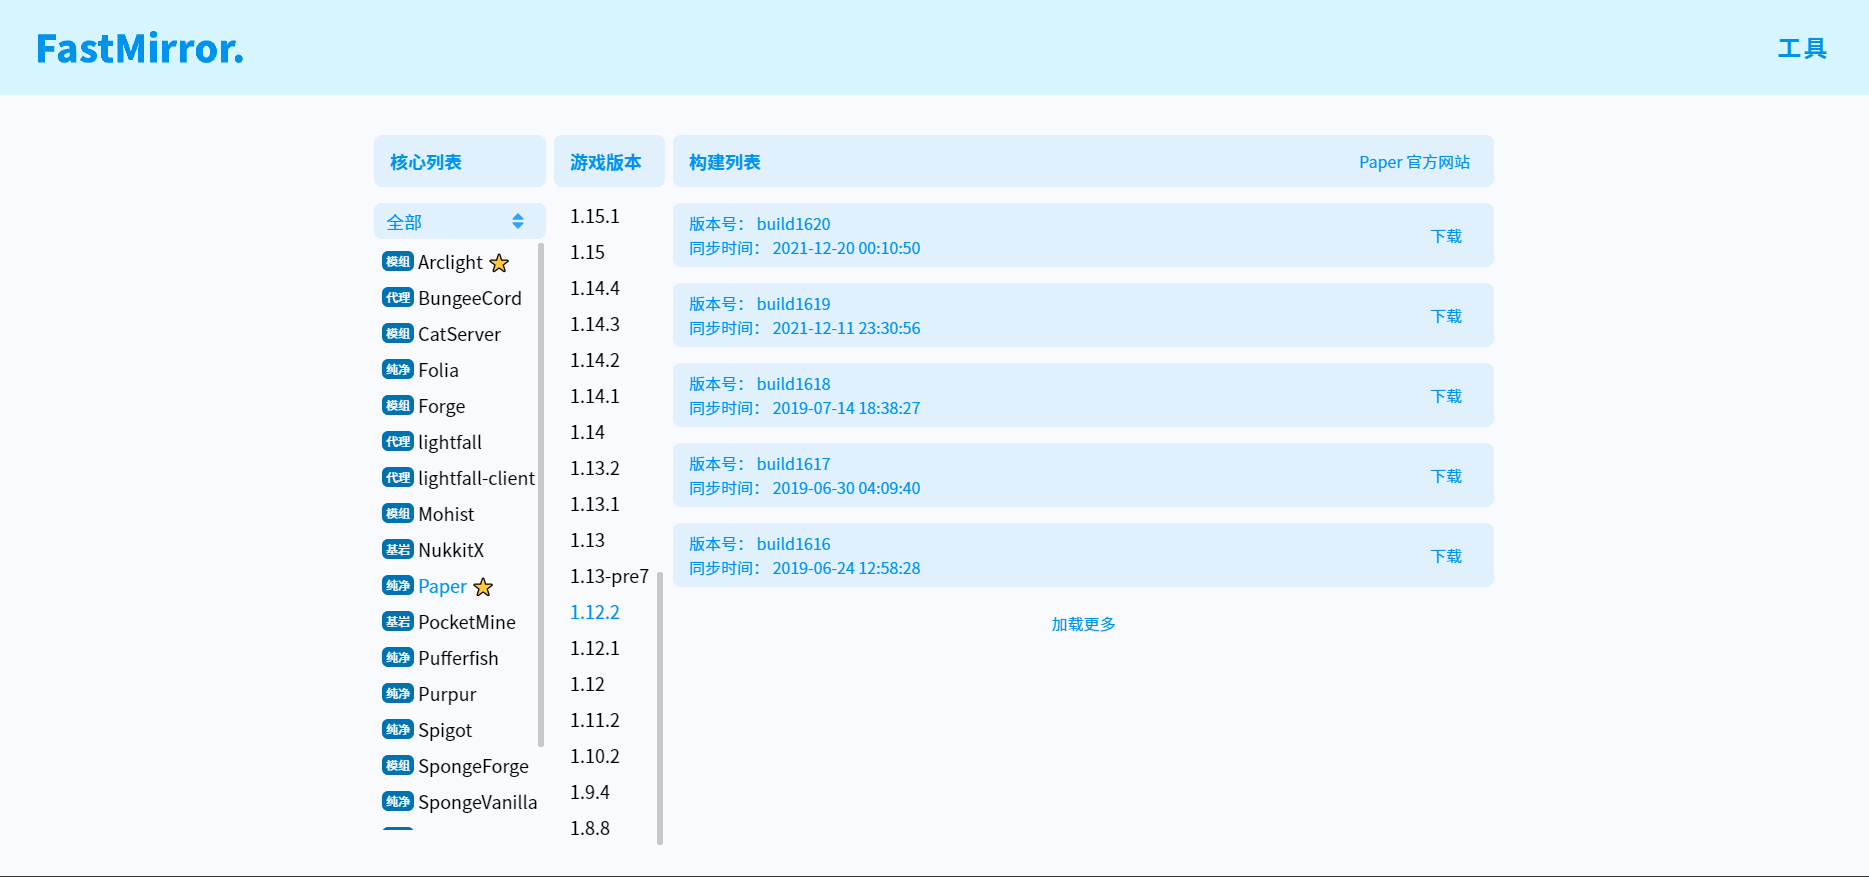 FastMirror.
工具
核心列表
全部
模组 Arclight
代理 BungeeCord
模组 CatServer
纯净 Folia
模组 Forge
代理 lightfall
代理 lightfall-client
模组 Mohist
基岩 NukkitX
纯净 Paper
基岩 PocketMine
纯净 Pufferfish
纯净 Purpur
纯净 Spigot
模组 SpongeForge
纯净 SpongeVanilla
游戏版本
1.15.1
1.15
1.14.4
1.14.3
1.14.2
1.14.1
1.14
1.13.2
1.13.1
1.13
1.13-pre7
1.12.2
1.12.1
1.12
1.11.2
1.10.2
1.9.4
1.8.8
构建列表
Paper 官方网站
版本号： build1620
同步时间： 2021-12-20 00:10:50
下载
版本号： build1619
同步时间： 2021-12-11 23:30:56
下载
版本号： build1618
同步时间： 2019-07-14 18:38:27
下载
版本号： build1617
同步时间： 2019-06-30 04:09:40
下载
版本号： build1616
同步时间： 2019-06-24 12:58:28
下载
加载更多